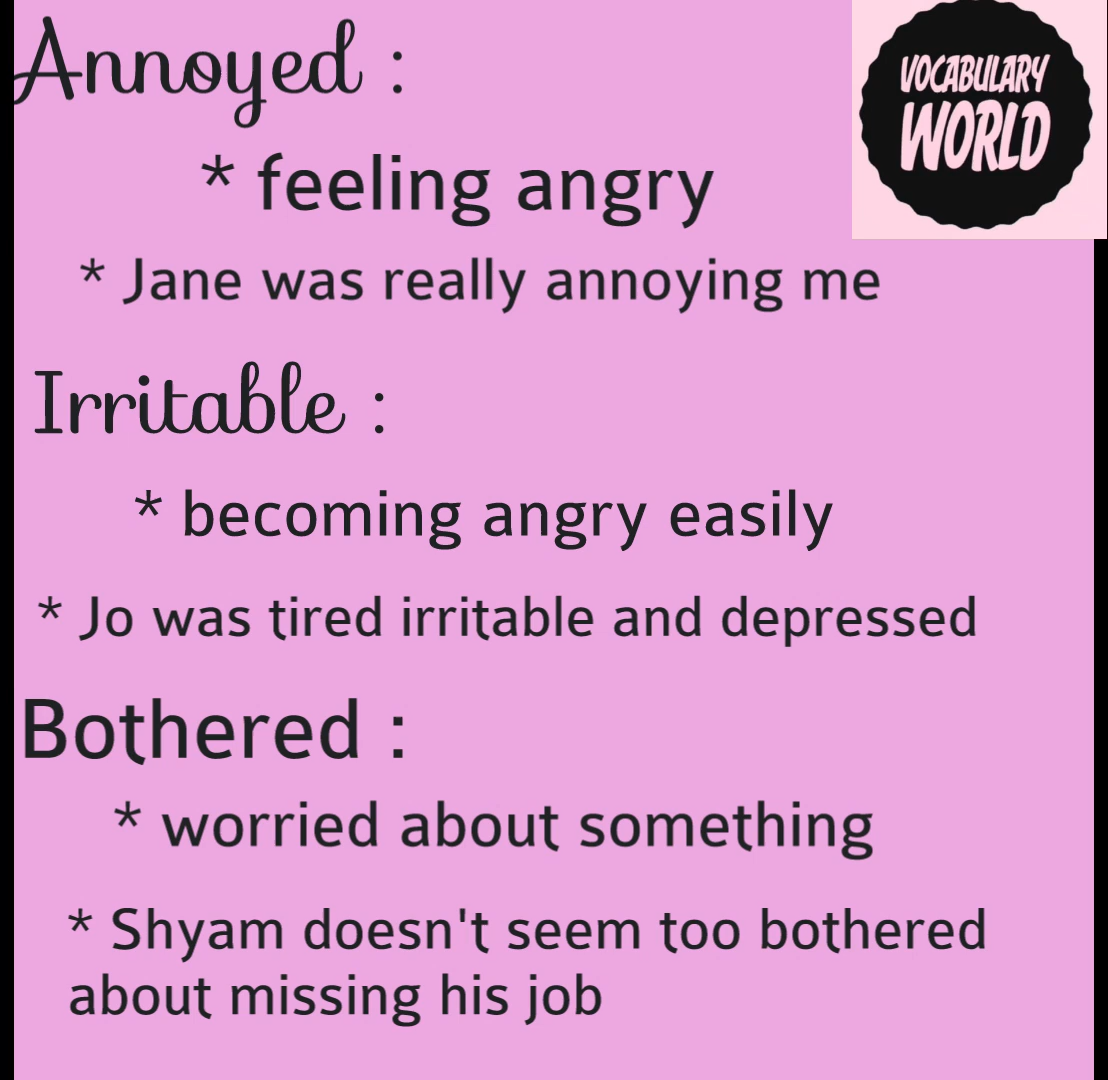 Annoyed :
VOCABULARY
WORLD
* feeling angry
* Jane was really annoying me
Irritable :
* becoming angry easily
* Jo was tired irritable and depressed
Bothered :
* worried about something
* Shyam doesn't seem too bothered
about missing his job